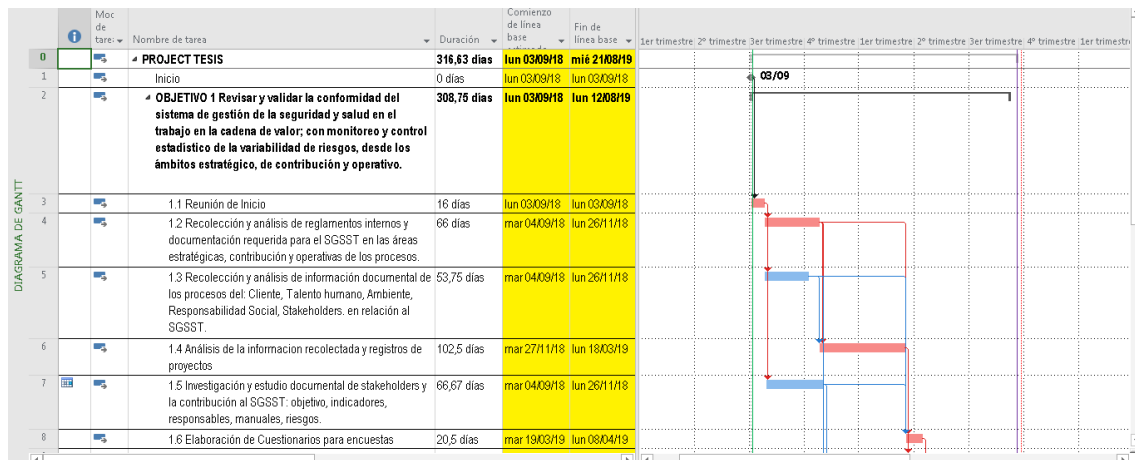 Moc
de
tare
Nombre de tarea
Duración
Comienzo
de línea
base
Fin de
línea base
1er trimestre 2º trimestre 3er trimestre 4º trimestre 1er trimestre 2º trimestre 3er trimestre 4º trimestre 1er trimestre
DIAGRAMA DE GANTT
0 PROJECT TESIS 316,63 días lun 03/09/18 mié 21/08/19
1 Inicio 0 días lun 03/09/18 lun 03/09/18 03/09
2 OBJETIVO 1 Revisar y validar la conformidad del 308,75 días lun 03/09/18 lun 12/08/19
sistema de gestión de la seguridad y salud en el
trabajo en la cadena de valor; con monitoreo y control
estadístico de la variabilidad de riesgos, desde los
ámbitos estratégico, de contribución y operativo.
3 1.1 Reunión de Inicio 16 días lun 03/09/18 lun 03/09/18
4 1.2 Recolección y análisis de reglamentos internos y 66 días mar 04/09/18 lun 26/11/18
documentación requerida para el SGSST en las áreas
estratégicas, contribución y operativas de los procesos.
5 1.3 Recolección y análisis de información documental de 53,75 días mar 04/09/18 lun 26/11/18
los procesos del: Cliente, Talento humano, Ambiente,
Responsabilidad Social, Stakeholders. en relación al
SGSST.
6 1.4 Análisis de la informacion recolectada y registros de 102,5 días mar 27/11/18 lun 18/03/19
proyectos
7 1.5 Investigación y estudio documental de stakeholders y 66,67 días mar 04/09/18 lun 26/11/18
la contribución al SGSST: objetivo, indicadores,
responsables, manuales, riesgos.
8 1.6 Elaboración de Cuestionarios para encuestas 20,5 días mar 19/03/19 lun 08/04/19